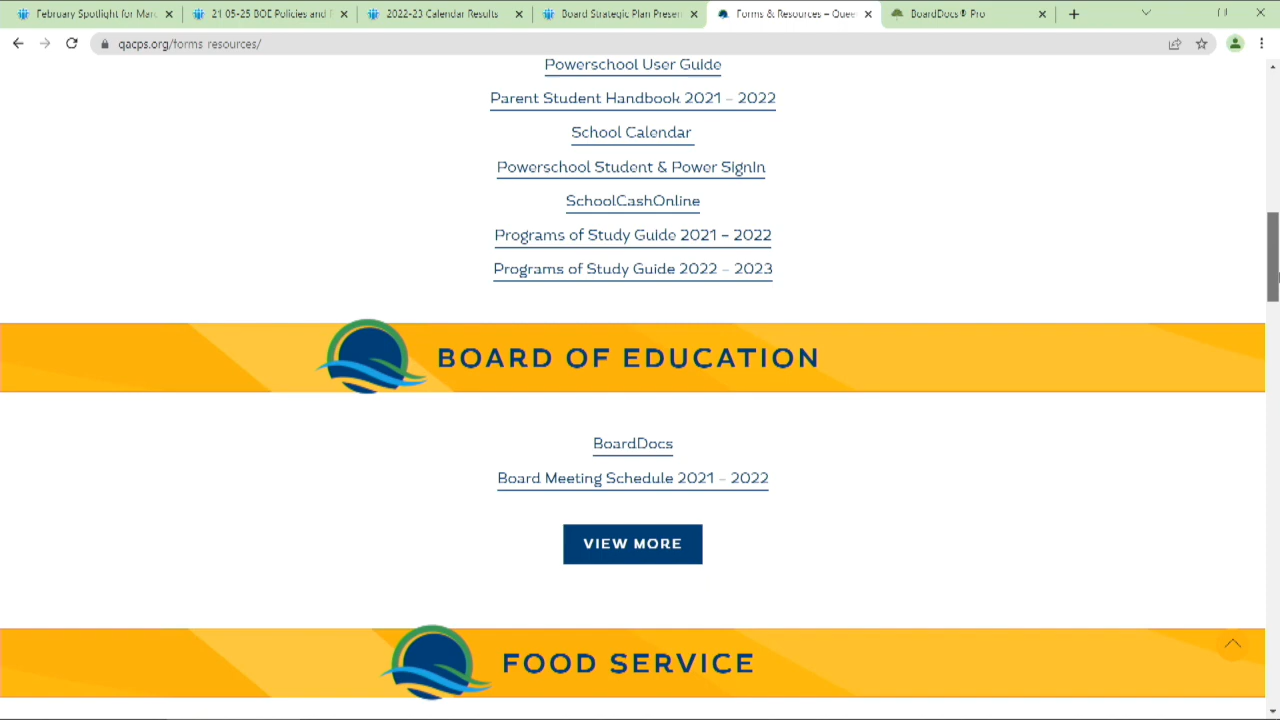 February Spotlight for Marc
21 05-25 BOE Policies and F
2022-23 Calendar Results
Board Strategic Plan Presen
Forms & Resources – Quee
BoardDocs® Pro
qacps.org/forms-resources/
Powerschool User Guide
Parent Student Handbook 2021 – 2022
School Calendar
Powerschool Student & Power SignIn
SchoolCashOnline
Programs of Study Guide 2021 – 2022
Programs of Study Guide 2022 – 2023
BOARD OF EDUCATION
BoardDocs
Board Meeting Schedule 2021 – 2022
VIEW MORE
FOOD SERVICE